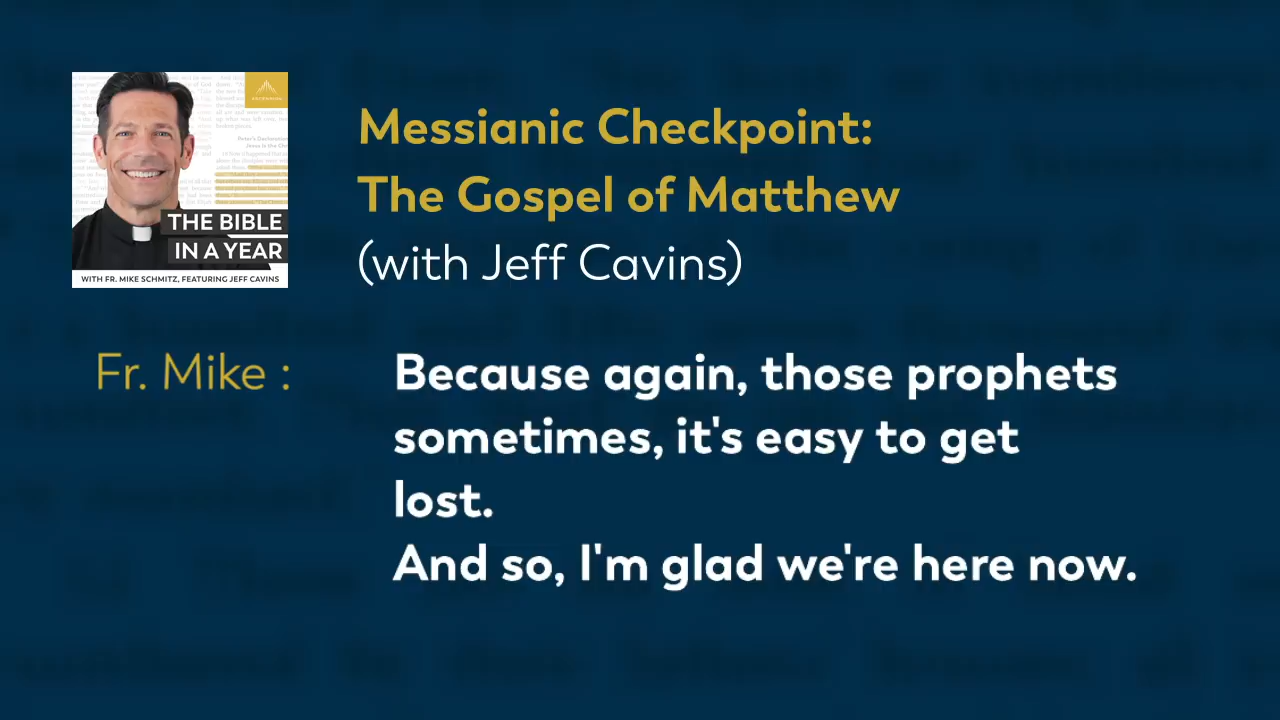 Messianic Checkpoint:
The Gospel of Matthew
(with Jeff Cavins)
THE BIBLE
IN A YEAR
WITH FR. MIKE SCHMITZ, FEATURING JEFF CAVINS
Fr. Mike :
Because again, those prophets
sometimes, it's easy to get
lost.
And so, I'm glad we're here now.